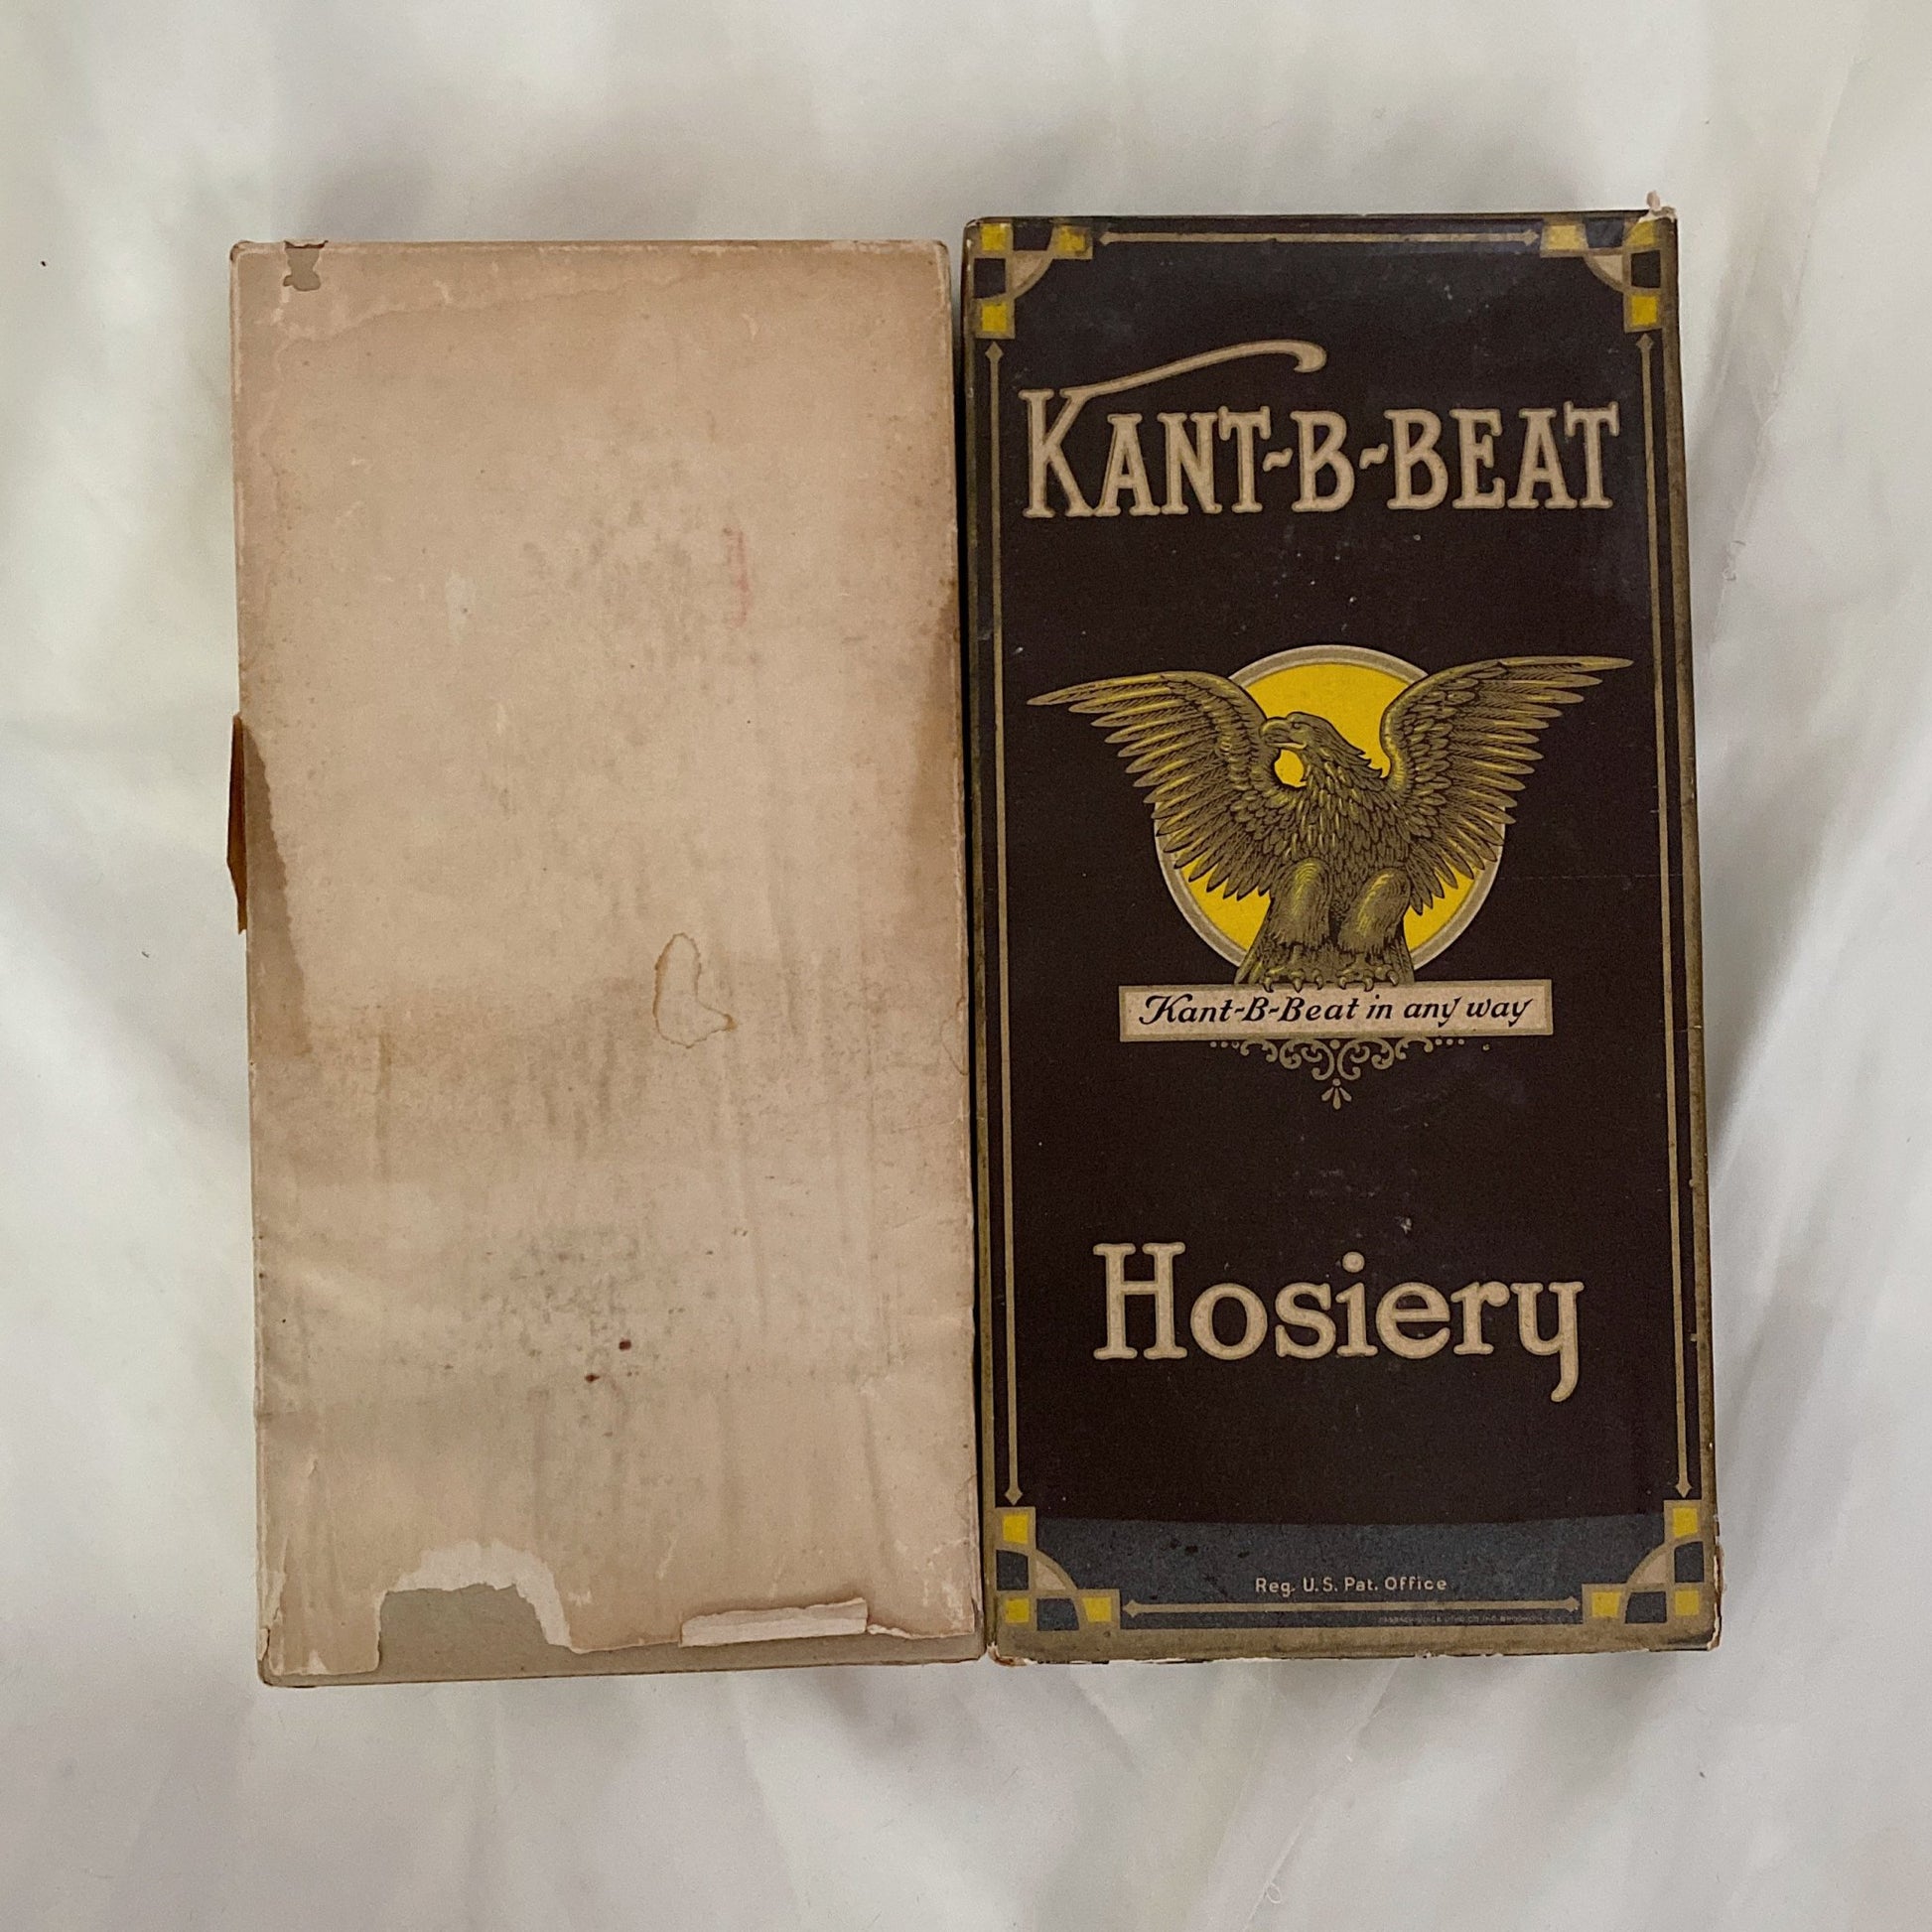 KANT-B-BEAT
Kant-B-Beat in any way
Hosiery
Reg. U.S. Pat. Office